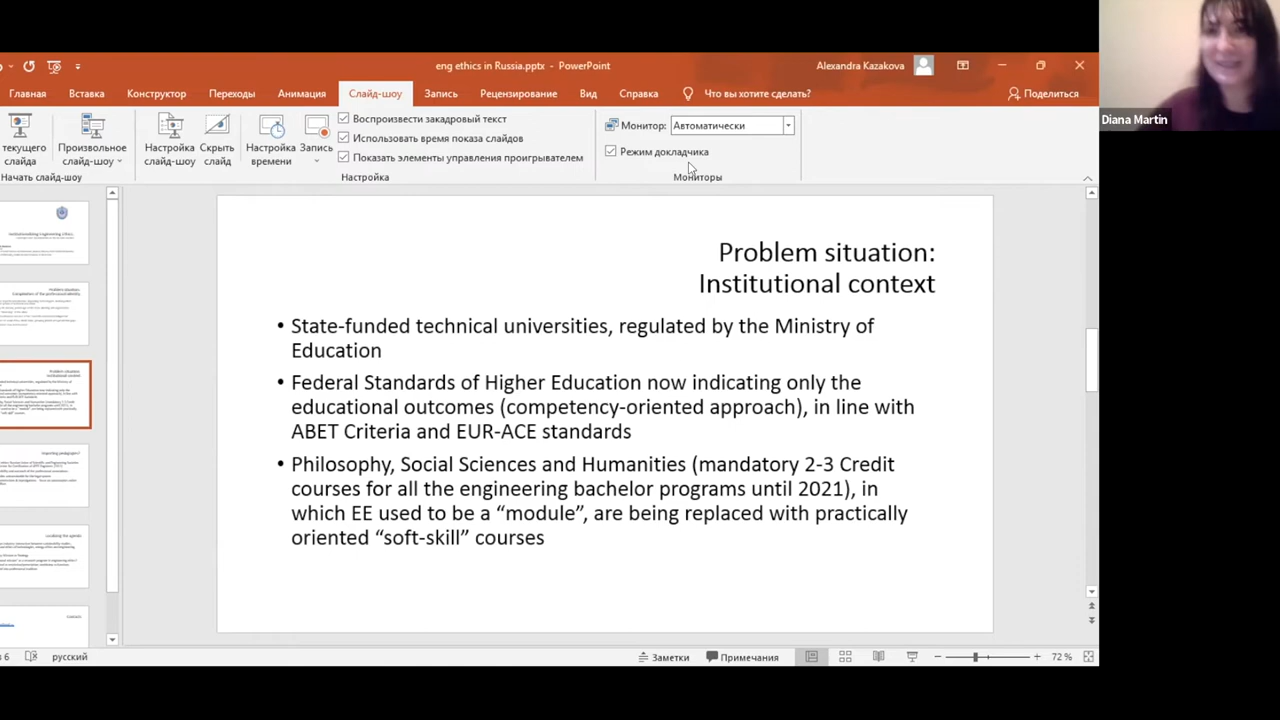 eng ethics in Russia.pptx - PowerPoint
Alexandra Kazakova
Diana Martin
Главная Вставка Конструктор Переходы Анимация Слайд-шоу Запись Рецензирование Вид Справка Что вы хотите сделать? Поделиться
текущего
слайда
Произвольное
слайд-шоу
Начать слайд-шоу
Настройка
слайд-шоу
Скрыть
слайд
Настройка
времени
Запись
Воспроизвести закадровый текст
Использовать время показа слайдов
Показать элементы управления проигрывателем
Настройка
Монитор: Автоматически
Режим докладчика
Мониторы
Problem situation:
Institutional context
• State-funded technical universities, regulated by the Ministry of
Education
• Federal Standards of Higher Education now indicating only the
educational outcomes (competency-oriented approach), in line with
ABET Criteria and EUR-ACE standards
• Philosophy, Social Sciences and Humanities (mandatory 2-3 Credit
courses for all the engineering bachelor programs until 2021), in
which EE used to be a “module”, are being replaced with practically
oriented “soft-skill” courses
6 русский Заметки Примечания 72 %